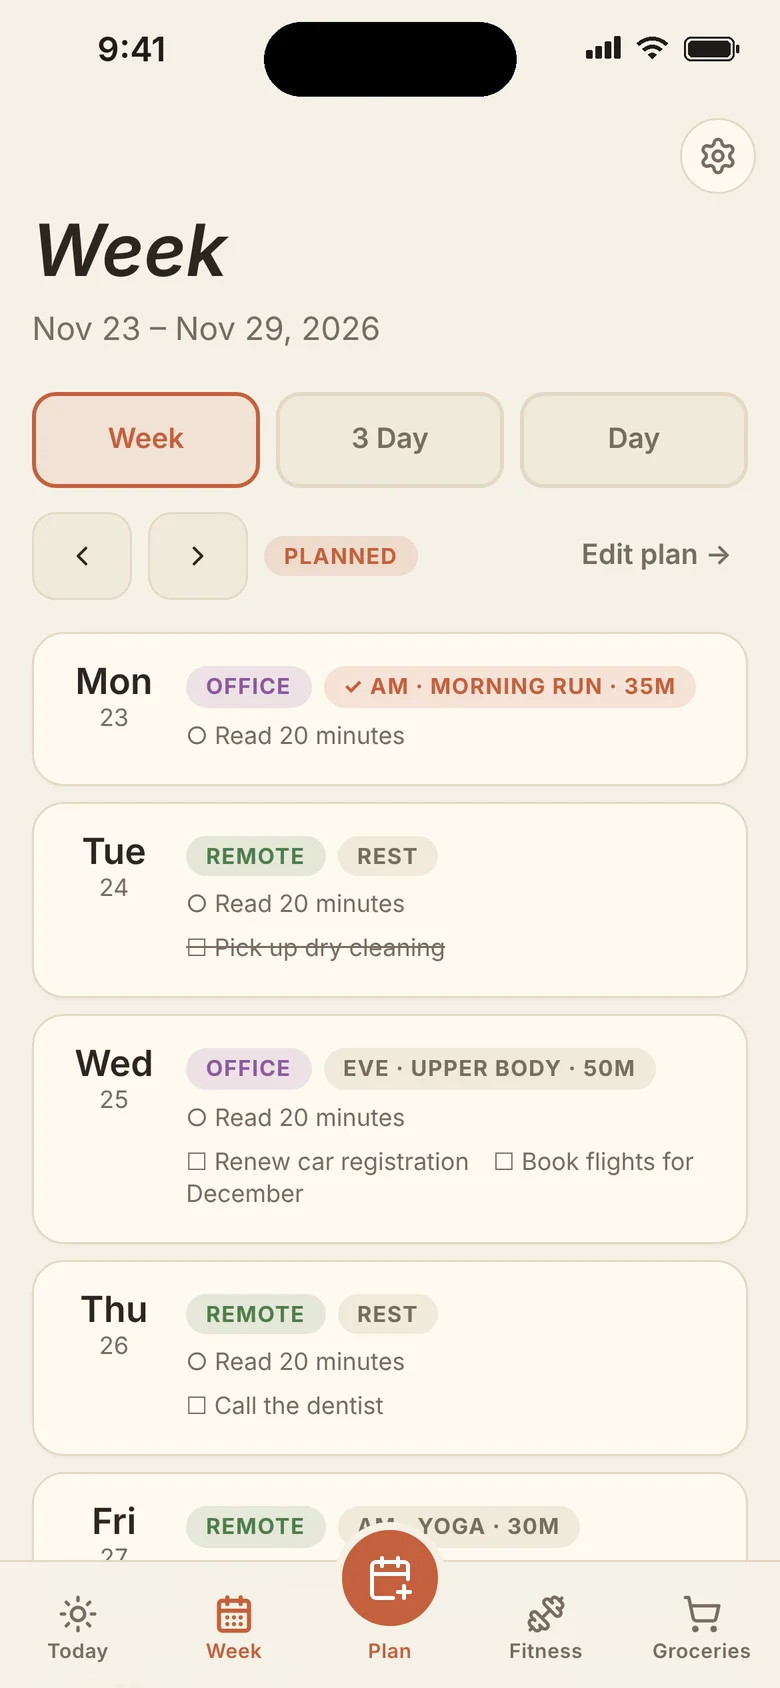 9:41
Week
Nov 23 – Nov 29, 2026
Week
3 Day
Day
PLANNED
Edit plan →
Mon
23
OFFICE
✓ AM · MORNING RUN · 35M
Read 20 minutes
Tue
24
REMOTE
REST
Read 20 minutes
Pick up dry cleaning
Wed
25
OFFICE
EVE · UPPER BODY · 50M
Read 20 minutes
☐ Renew car registration ☐ Book flights for
December
Thu
26
REMOTE
REST
Read 20 minutes
Call the dentist
Fri
27
REMOTE
AM · YOGA · 30M
Today
Week
Plan
Fitness
Groceries